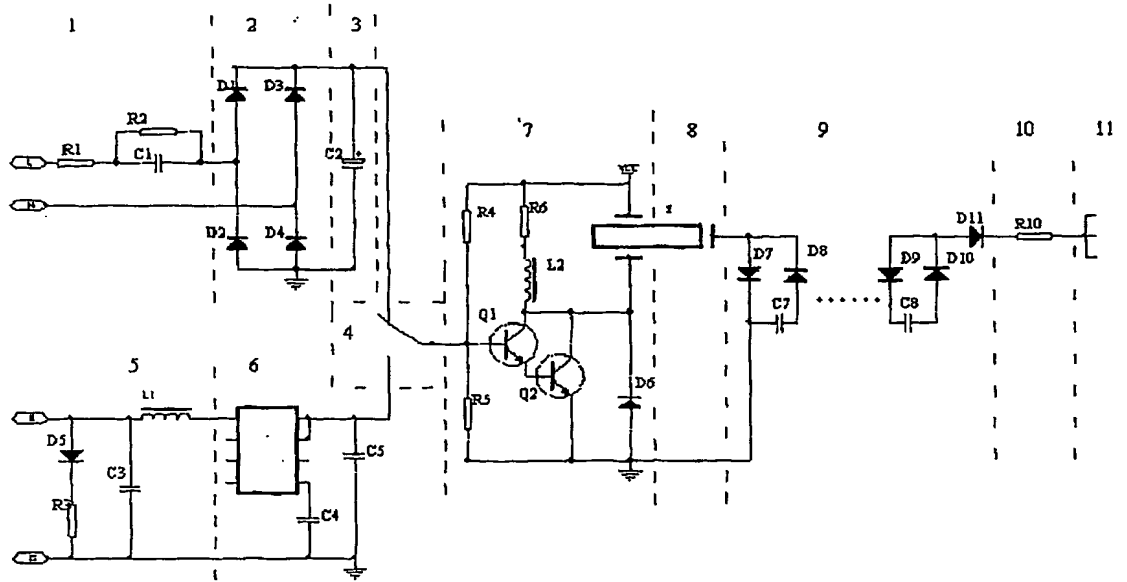 1 2 3
D1 D3
R2
R1 C1 C2
D2 D4
7 8 9 10 11
VCC
R4 R6
L2
D7 D8 D9 D10 D11 R10
C7 C8
Q1
4
Q2 D6
R5
5 6
L1
D5
C3 C5
R3 C4